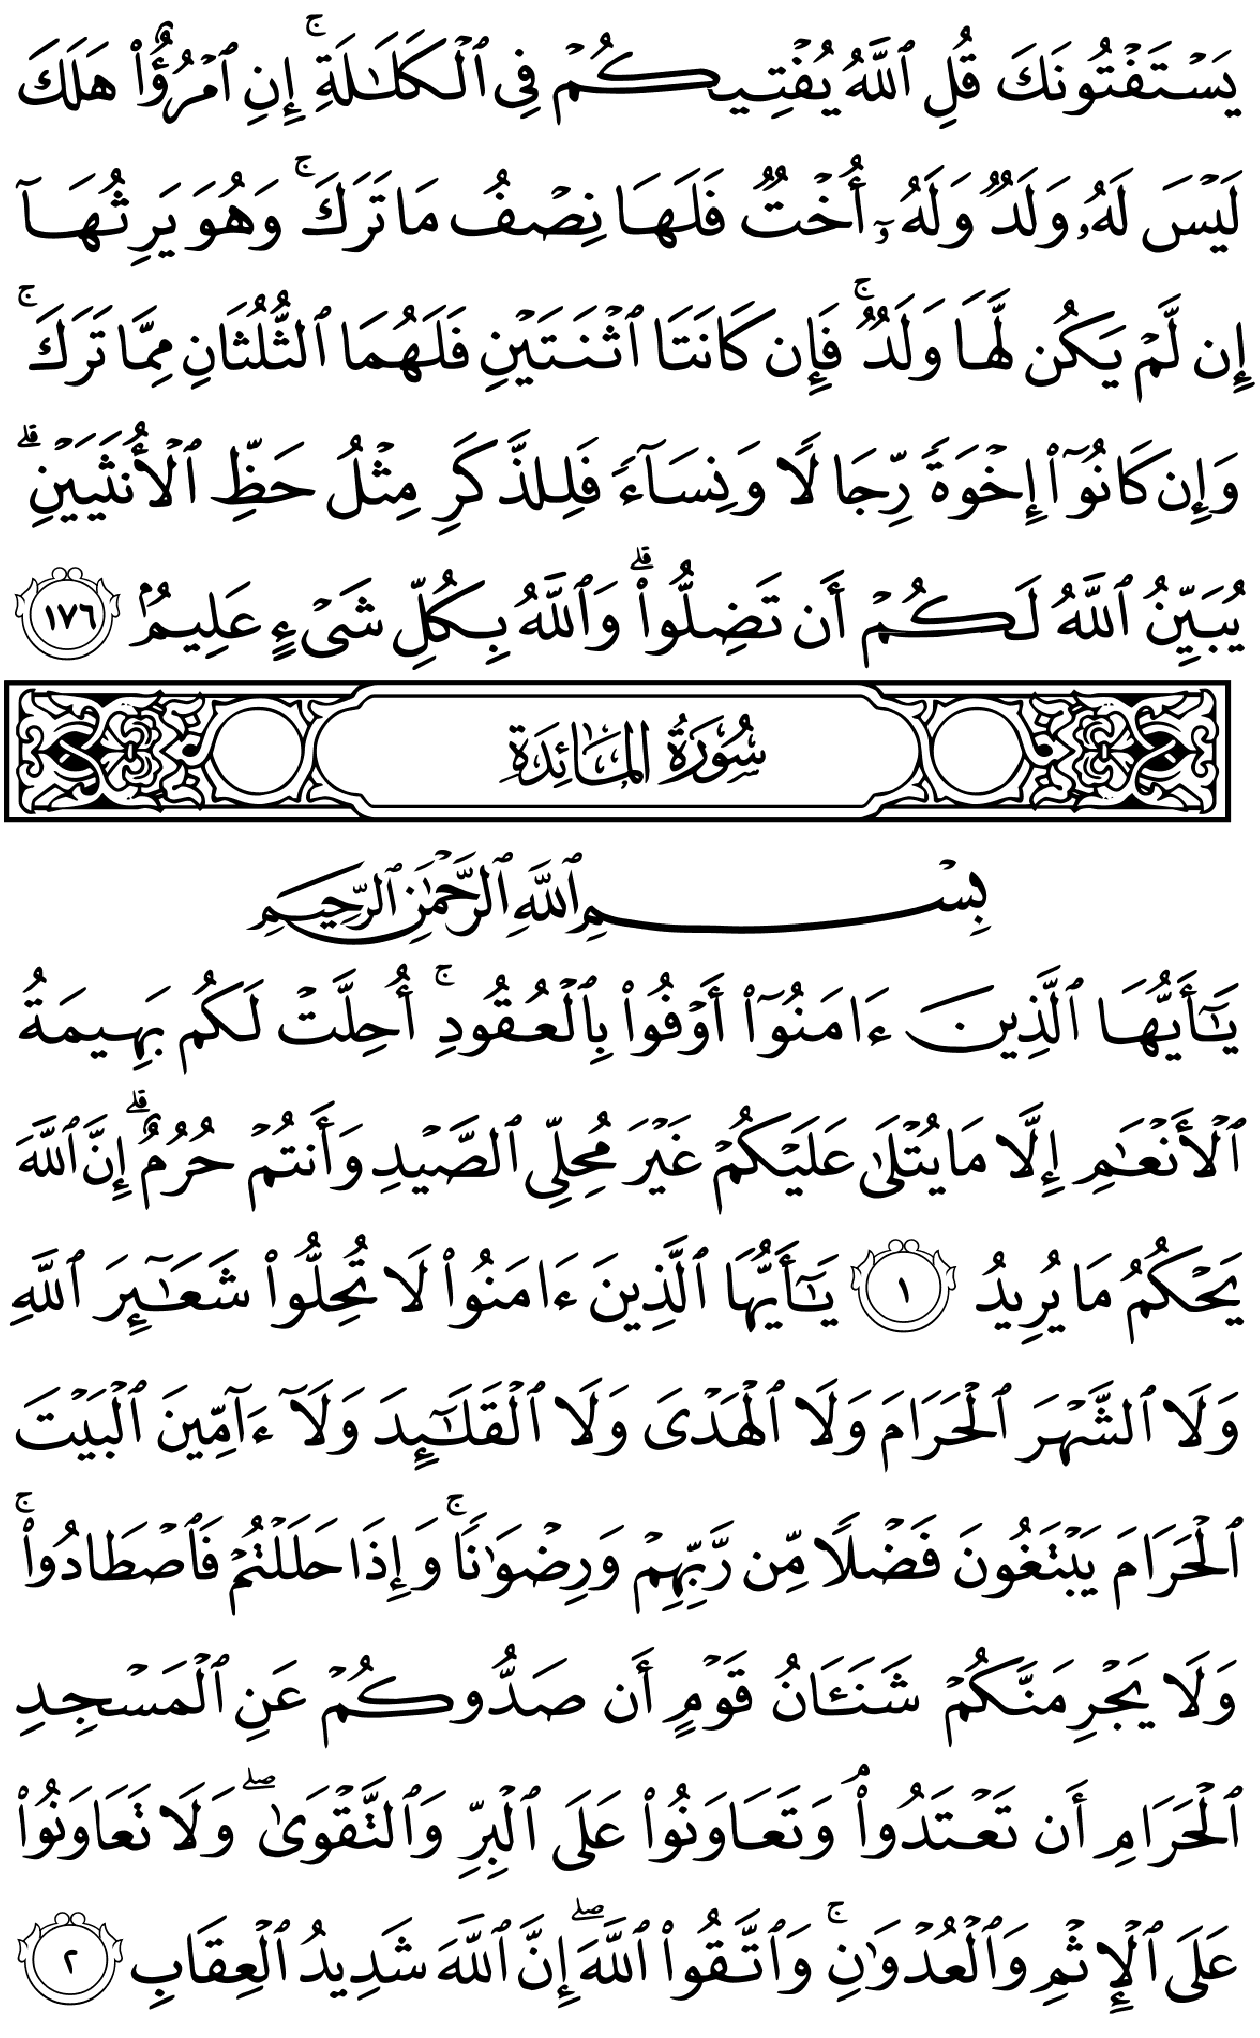 يَسۡتَفۡتُونَكَ قُلِ ٱللَّهُ يُفۡتِيكُمۡ فِي ٱلۡكَلَٰلَةِۚ إِنِ ٱمۡرُؤٌاْ هَلَكَ
لَيۡسَ لَهُۥ وَلَدٞ وَلَهُۥٓ أُخۡتٞ فَلَهَا نِصۡفُ مَا تَرَكَۚ وَهُوَ يَرِثُهَآ
إِن لَّمۡ يَكُن لَّهَا وَلَدٞۚ فَإِن كَانَتَا ٱثۡنَتَيۡنِ فَلَهُمَا ٱلثُّلُثَانِ مِمَّا تَرَكَۚ
وَإِن كَانُوٓاْ إِخۡوَةٗ رِّجَالٗا وَنِسَآءٗ فَلِلذَّكَرِ مِثۡلُ حَظِّ ٱلۡأُنثَيَيۡنِۗ
يُبَيِّنُ ٱللَّهُ لَكُمۡ أَن تَضِلُّواْۗ وَٱللَّهُ بِكُلِّ شَيۡءٍ عَلِيمُۢ ١٧٦
سُورَةُ المَائِدَةِ
بِسۡمِ ٱللَّهِ ٱلرَّحۡمَٰنِ ٱلرَّحِيمِ
يَٰٓأَيُّهَا ٱلَّذِينَ ءَامَنُوٓاْ أَوۡفُواْ بِٱلۡعُقُودِۚ أُحِلَّتۡ لَكُم بَهِيمَةُ
ٱلۡأَنۡعَٰمِ إِلَّا مَا يُتۡلَىٰ عَلَيۡكُمۡ غَيۡرَ مُحِلِّي ٱلصَّيۡدِ وَأَنتُمۡ حُرُمٌۗ إِنَّ ٱللَّهَ
يَحۡكُمُ مَا يُرِيدُ ١ يَٰٓأَيُّهَا ٱلَّذِينَ ءَامَنُواْ لَا تُحِلُّواْ شَعَٰٓئِرَ ٱللَّهِ
وَلَا ٱلشَّهۡرَ ٱلۡحَرَامَ وَلَا ٱلۡهَدۡيَ وَلَا ٱلۡقَلَٰٓئِدَ وَلَآ ءَآمِّينَ ٱلۡبَيۡتَ
ٱلۡحَرَامَ يَبۡتَغُونَ فَضۡلٗا مِّن رَّبِّهِمۡ وَرِضۡوَٰنٗاۚ وَإِذَا حَلَلۡتُمۡ فَٱصۡطَادُواْۚ
وَلَا يَجۡرِمَنَّكُمۡ شَنَـَٔانُ قَوۡمٍ أَن صَدُّوكُمۡ عَنِ ٱلۡمَسۡجِدِ
ٱلۡحَرَامِ أَن تَعۡتَدُواْۘ وَتَعَاوَنُواْ عَلَى ٱلۡبِرِّ وَٱلتَّقۡوَىٰۖ وَلَا تَعَاوَنُواْ
عَلَى ٱلۡإِثۡمِ وَٱلۡعُدۡوَٰنِۚ وَٱتَّقُواْ ٱللَّهَۖ إِنَّ ٱللَّهَ شَدِيدُ ٱلۡعِقَابِ ٢